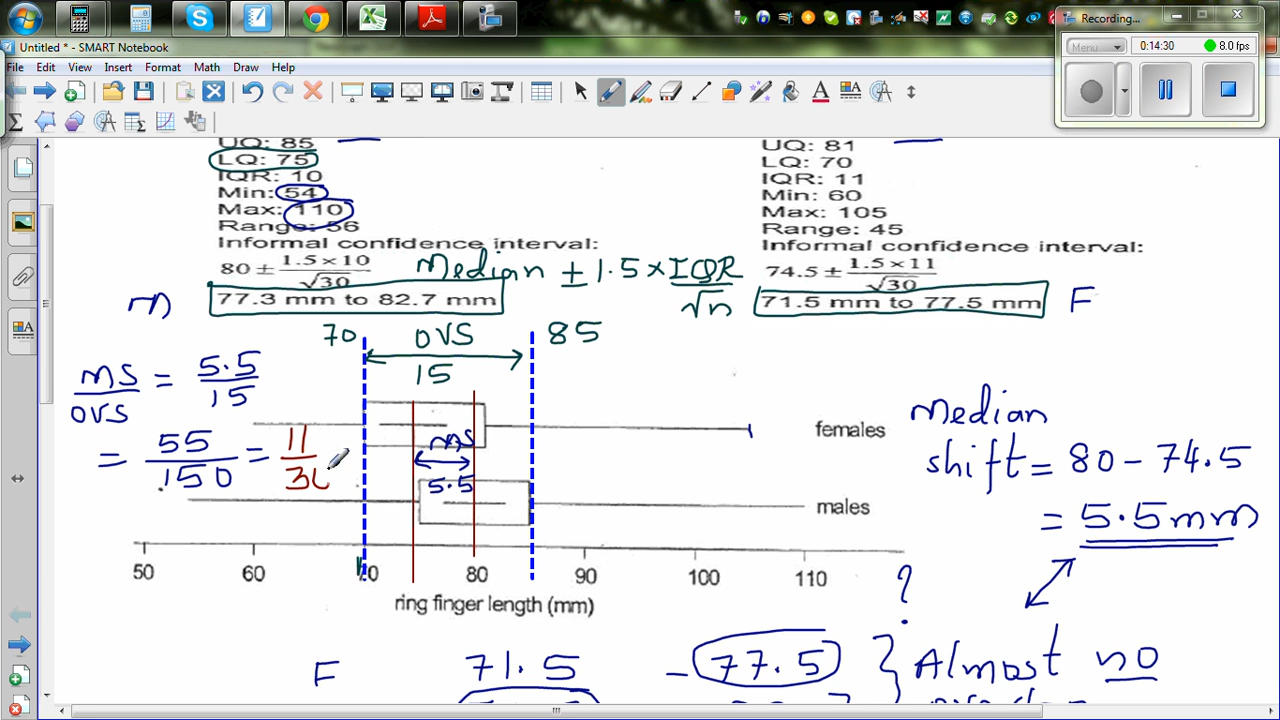 Recording...
Untitled * - SMART Notebook
Menu
0:14:30
8.0 fps
File Edit View Insert Format Math Draw Help
UQ: 85
LQ: 75
IQR: 10
Min: 54
Max: 110
Range: 56
Informal confidence interval:
80 ± 1.5 × 10 / √30
77.3 mm to 82.7 mm
m
Median ± 1.5 × IQR / √n
UQ: 81
LQ: 70
IQR: 11
Min: 60
Max: 105
Range: 45
Informal confidence interval:
74.5 ± 1.5 × 11 / √30
71.5 mm to 77.5 mm
F
70 OVS 85
15
ms / OVS = 5.5 / 15
= 55 / 150 = 11 / 30
ms
5.5
females
males
50 60 70 80 90 100 110
ring finger length (mm)
Median
shift = 80 - 74.5
= 5.5mm
?
F 71.5 - 77.5 } Almost no